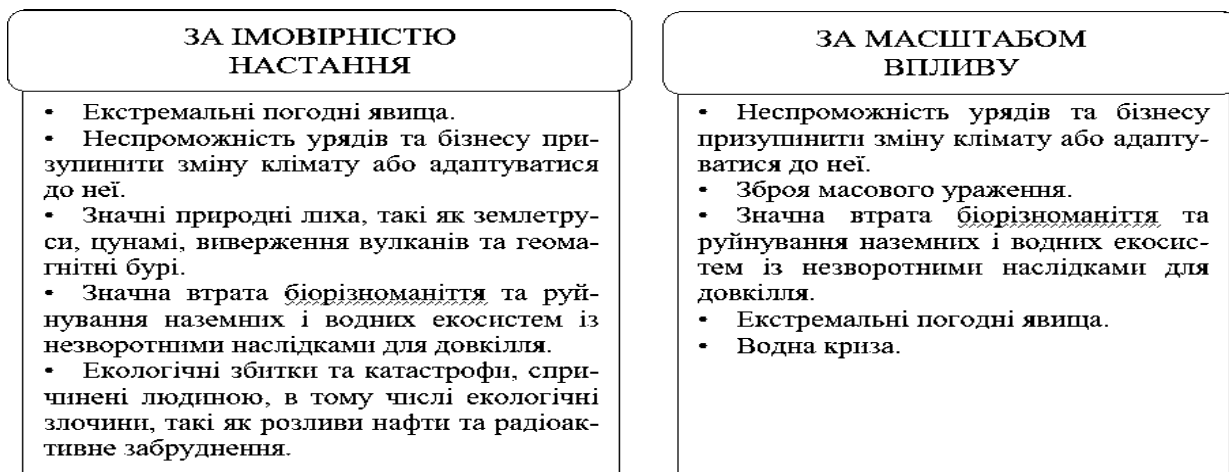 ЗА ІМОВІРНІСТЮ
НАСТАННЯ
• Екстремальні погодні явища.
• Неспроможність урядів та бізнесу при-
зупинити зміну клімату або адаптуватися
до неї.
• Значні природні лиха, такі як землетру-
си, цунамі, виверження вулканів та геома-
гнітні бурі.
• Значна втрата біорізноманіття та руй-
нування наземних і водних екосистем із
незворотними наслідками для довкілля.
• Екологічні збитки та катастрофи, спри-
чинені людиною, в тому числі екологічні
злочини, такі як розливи нафти та радіоак-
тивне забруднення.
ЗА МАСШТАБОМ
ВПЛИВУ
• Неспроможність урядів та бізнесу
призупинити зміну клімату або адапту-
ватися до неї.
• Зброя масового ураження.
• Значна втрата біорізноманіття та
руйнування наземних і водних екосис-
тем із незворотними наслідками для
довкілля.
• Екстремальні погодні явища.
• Водна криза.